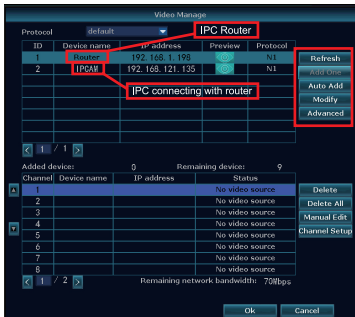 Video Manage
IPC Router
Protocol default
ID Device name IP address Preview Protocol
1 Router 192.168.1.198 N1
2 IPCAM 192.168.121.135 N1
IPC connecting with router
Refresh
Add One
Auto Add
Modify
Advanced
< 1 / 1 >
Added device: 0 Remaining device: 9
Channel Device name IP address Status
1 No video source
2 No video source
3 No video source
4 No video source
5 No video source
6 No video source
7 No video source
8 No video source
Delete
Delete All
Manual Edit
Channel Setup
< 1 / 2 > Remaining network bandwidth: 70Mbps
Ok Cancel